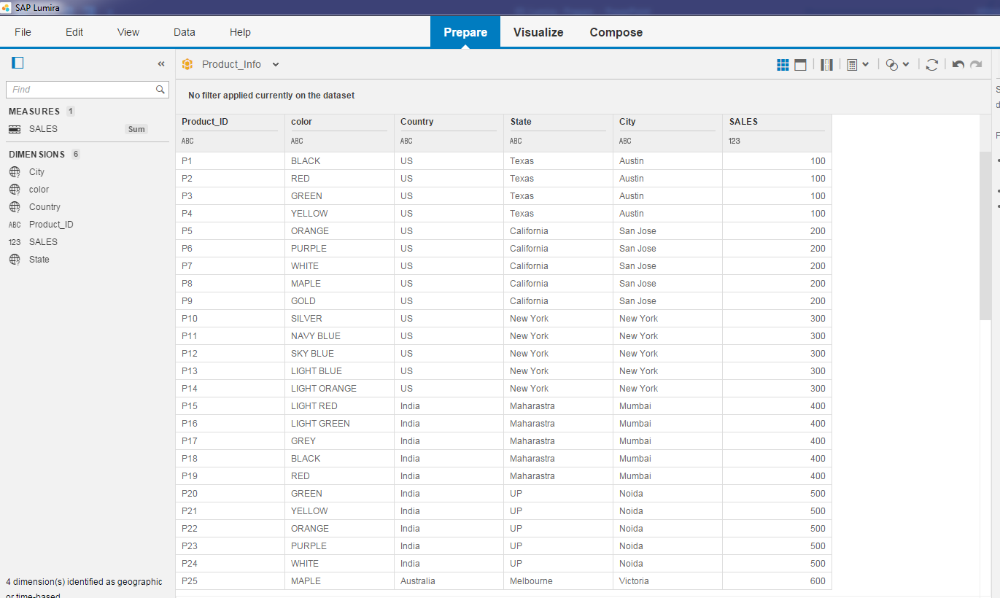 SAP Lumira
File Edit View Data Help Prepare Visualize Compose
« Product_Info
Find
No filter applied currently on the dataset
MEASURES 1
SALES Sum
DIMENSIONS 6
City
color
Country
ABC Product_ID
123 SALES
State
4 dimension(s) identified as geographic
or time-based
Product_ID color Country State City SALES
ABC ABC ABC ABC ABC 123
P1 BLACK US Texas Austin 100
P2 RED US Texas Austin 100
P3 GREEN US Texas Austin 100
P4 YELLOW US Texas Austin 100
P5 ORANGE US California San Jose 200
P6 PURPLE US California San Jose 200
P7 WHITE US California San Jose 200
P8 MAPLE US California San Jose 200
P9 GOLD US California San Jose 200
P10 SILVER US New York New York 300
P11 NAVY BLUE US New York New York 300
P12 SKY BLUE US New York New York 300
P13 LIGHT BLUE US New York New York 300
P14 LIGHT ORANGE US New York New York 300
P15 LIGHT RED India Maharastra Mumbai 400
P16 LIGHT GREEN India Maharastra Mumbai 400
P17 GREY India Maharastra Mumbai 400
P18 BLACK India Maharastra Mumbai 400
P19 RED India Maharastra Mumbai 400
P20 GREEN India UP Noida 500
P21 YELLOW India UP Noida 500
P22 ORANGE India UP Noida 500
P23 PURPLE India UP Noida 500
P24 WHITE India UP Noida 500
P25 MAPLE Australia Melbourne Victoria 600